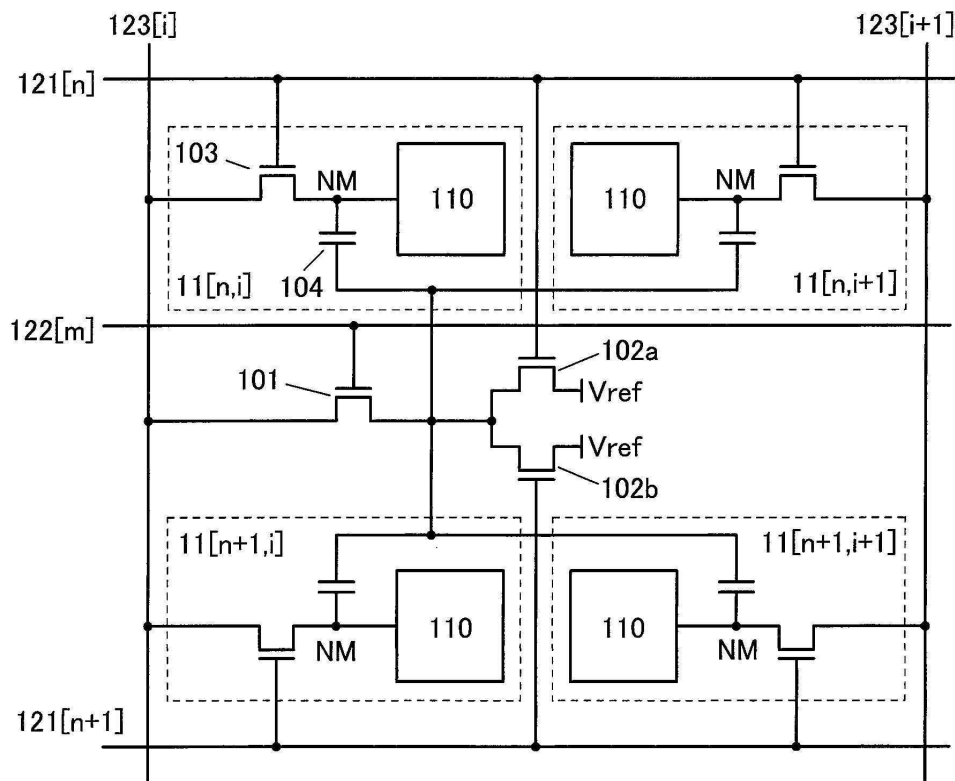 123[i]
123[i+1]
121[n]
103
NM
110
110
NM
11[n,i]
104
11[n,i+1]
122[m]
102a
101
Vref
Vref
102b
11[n+1,i]
11[n+1,i+1]
110
110
NM
NM
121[n+1]